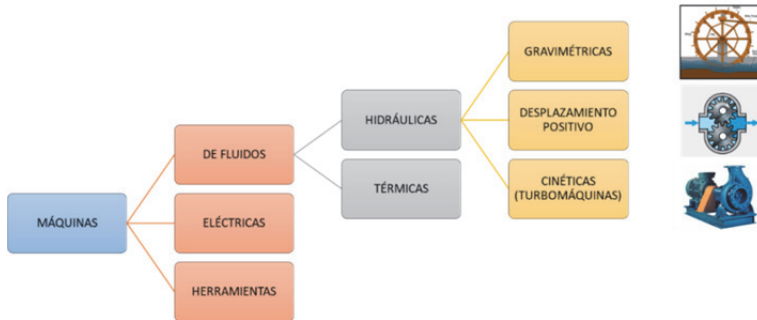 MÁQUINAS
DE FLUIDOS
ELÉCTRICAS
HERRAMIENTAS
HIDRÁULICAS
TÉRMICAS
GRAVIMÉTRICAS
DESPLAZAMIENTO
POSITIVO
CINÉTICAS
(TURBOMÁQUINAS)